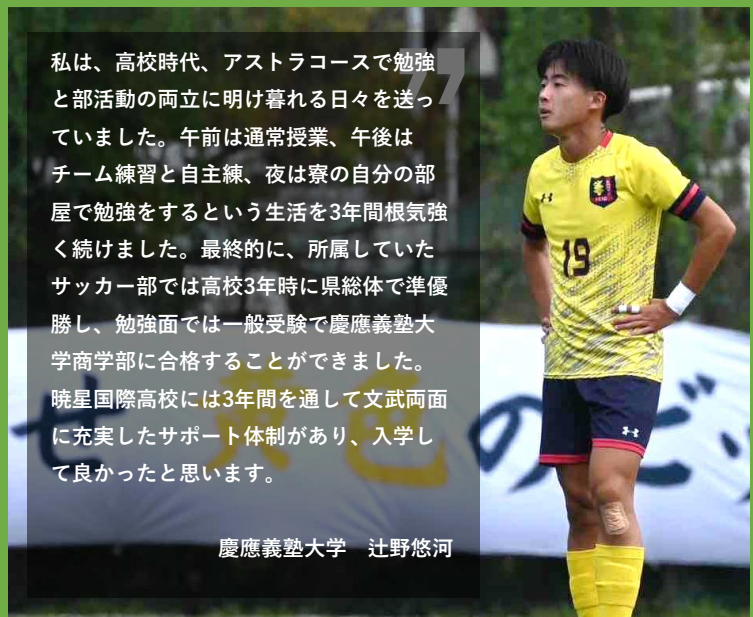 私は、高校時代、アストラコースで勉強
と部活動の両立に明け暮れる日々を送っ
ていました。午前は通常授業、午後は
チーム練習と自主練、夜は寮の自分の部
屋で勉強をするという生活を3年間根気強
く続けました。最終的に、所属していた
サッカー部では高校3年時に県総体で準優
勝し、勉強面では一般受験で慶應義塾大
学商学部に合格することができました。
暁星国際高校には3年間を通して文武両面
に充実したサポート体制があり、入学し
て良かったと思います。
慶應義塾大学 辻野悠河
19